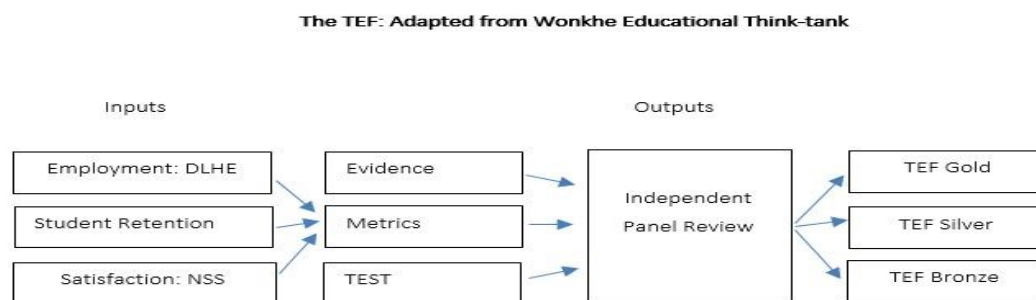 The TEF: Adapted from Wonkhe Educational Think-tank
Inputs
Outputs
Employment: DLHE
Evidence
Independent
Panel Review
TEF Gold
Student Retention
Metrics
TEF Silver
Satisfaction: NSS
TEST
TEF Bronze